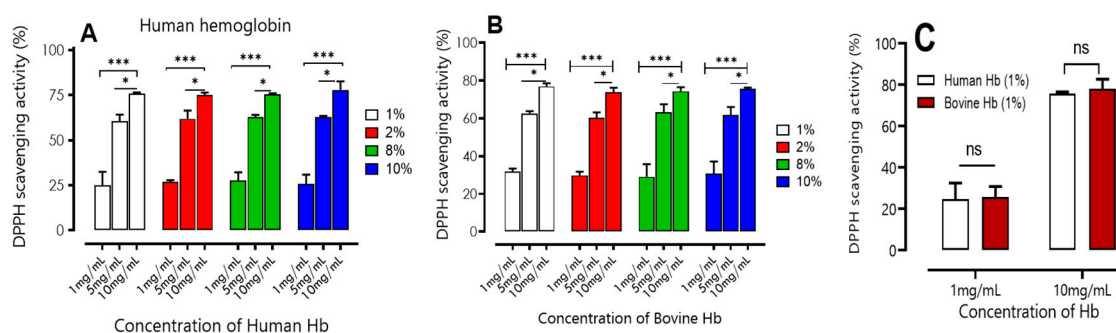 A
Human hemoglobin
DPPH scavenging activity (%)
100
75
50
25
0
***
*
***
*
***
*
***
*
1%
2%
8%
10%
1mg/mL
5mg/mL
10mg/mL
1mg/mL
5mg/mL
10mg/mL
1mg/mL
5mg/mL
10mg/mL
1mg/mL
5mg/mL
10mg/mL
Concentration of Human Hb
B
DPPH scavenging activity (%)
100
80
60
40
20
0
***
*
***
*
***
*
***
*
1%
2%
8%
10%
1mg/mL
5mg/mL
10mg/mL
1mg/mL
5mg/mL
10mg/mL
1mg/mL
5mg/mL
10mg/mL
1mg/mL
5mg/mL
10mg/mL
Concentration of Bovine Hb
C
DPPH scavenging activity (%)
100
80
60
40
20
0
Human Hb (1%)
Bovine Hb (1%)
ns
ns
1mg/mL
10mg/mL
Concentration of Hb